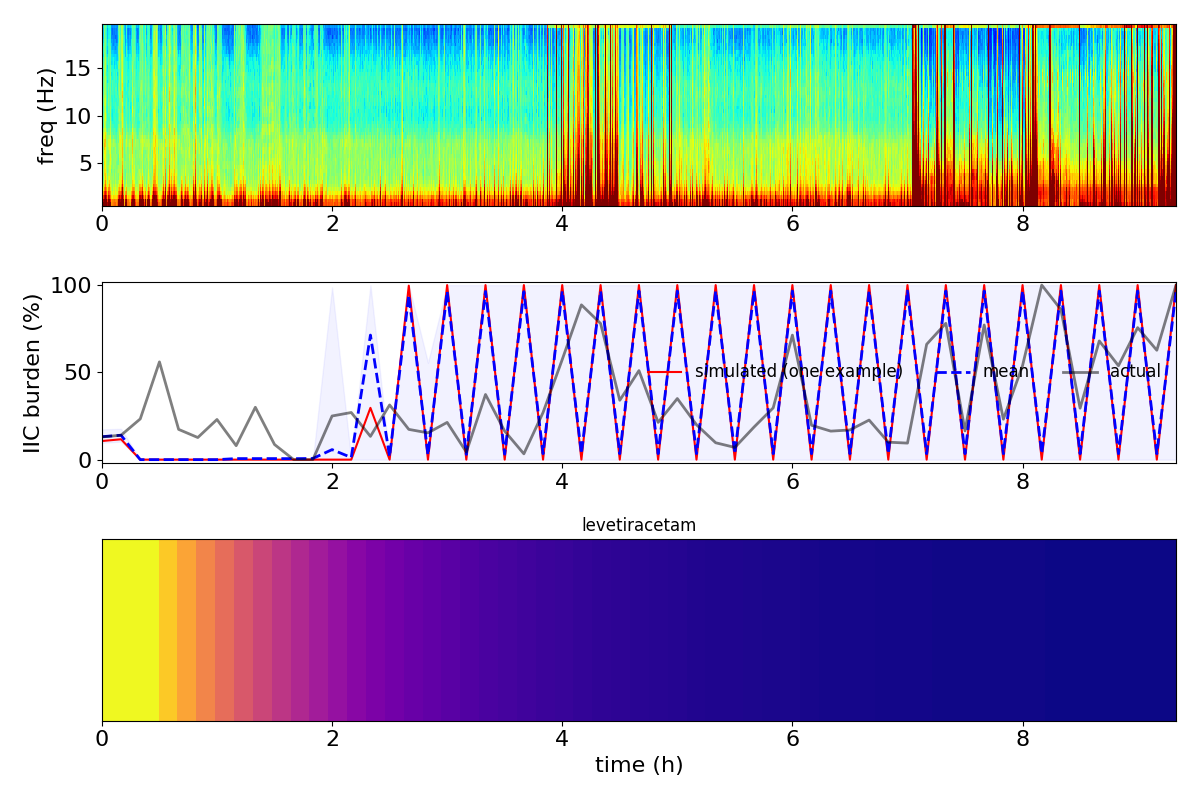 freq (Hz)
15
10
5
0 2 4 6 8
IIC burden (%)
100
50
0
simulated (one example) mean actual
0 2 4 6 8
levetiracetam
0 2 4 6 8
time (h)